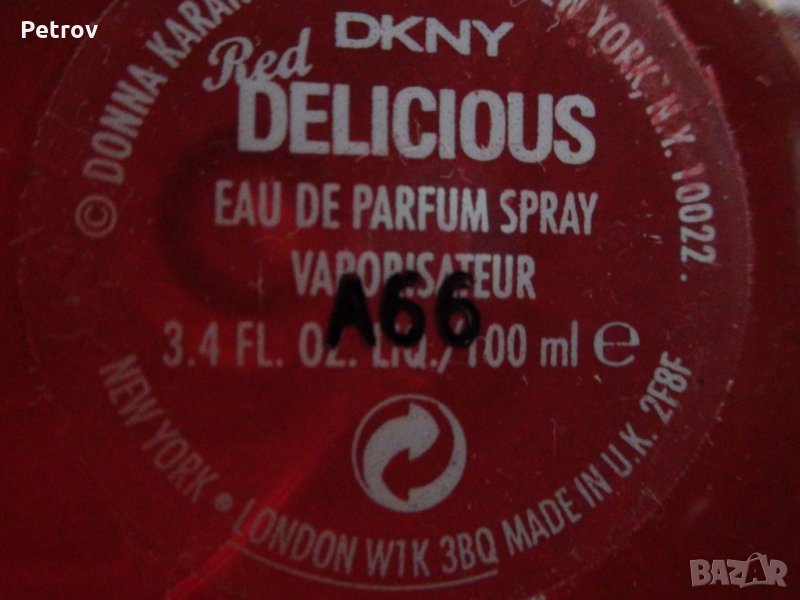 Petrov
© DONNA KARAN
NEW YORK, N.Y. 10022.
DKNY
Red
DELICIOUS
EAU DE PARFUM SPRAY
VAPORISATEUR
A66
3.4 FL. OZ. LIQ./100 ml e
NEW YORK • LONDON W1K 3BQ MADE IN U.K. 2F8F
BAZAR